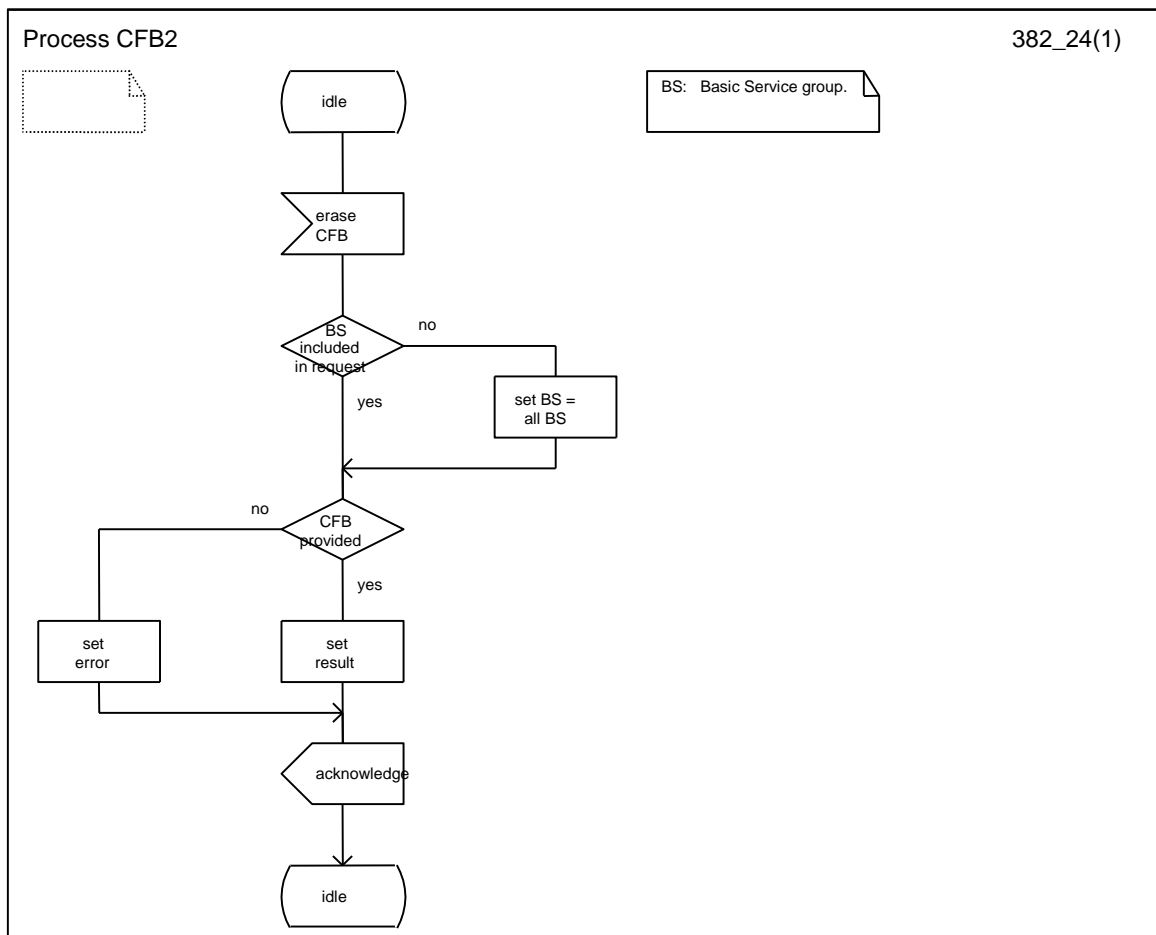 Process CFB2
382_24(1)
idle
BS: Basic Service group.
erase
CFB
BS
included
in request
no
yes
set BS =
all BS
no
CFB
provided
yes
set
error
set
result
acknowledge
idle